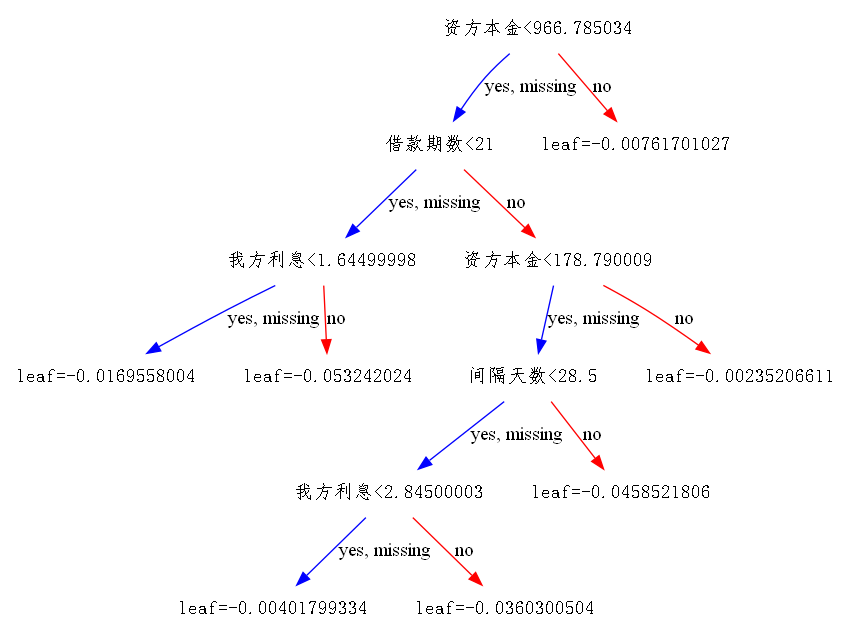 资方本金<966.785034
yes, missing
no
借款期数<21
leaf=-0.00761701027
yes, missing
no
我方利息<1.64499998
资方本金<178.790009
yes, missing
no
yes, missing
no
leaf=-0.0169558004
leaf=-0.053242024
间隔天数<28.5
leaf=-0.00235206611
yes, missing
no
我方利息<2.84500003
leaf=-0.0458521806
yes, missing
no
leaf=-0.00401799334
leaf=-0.0360300504